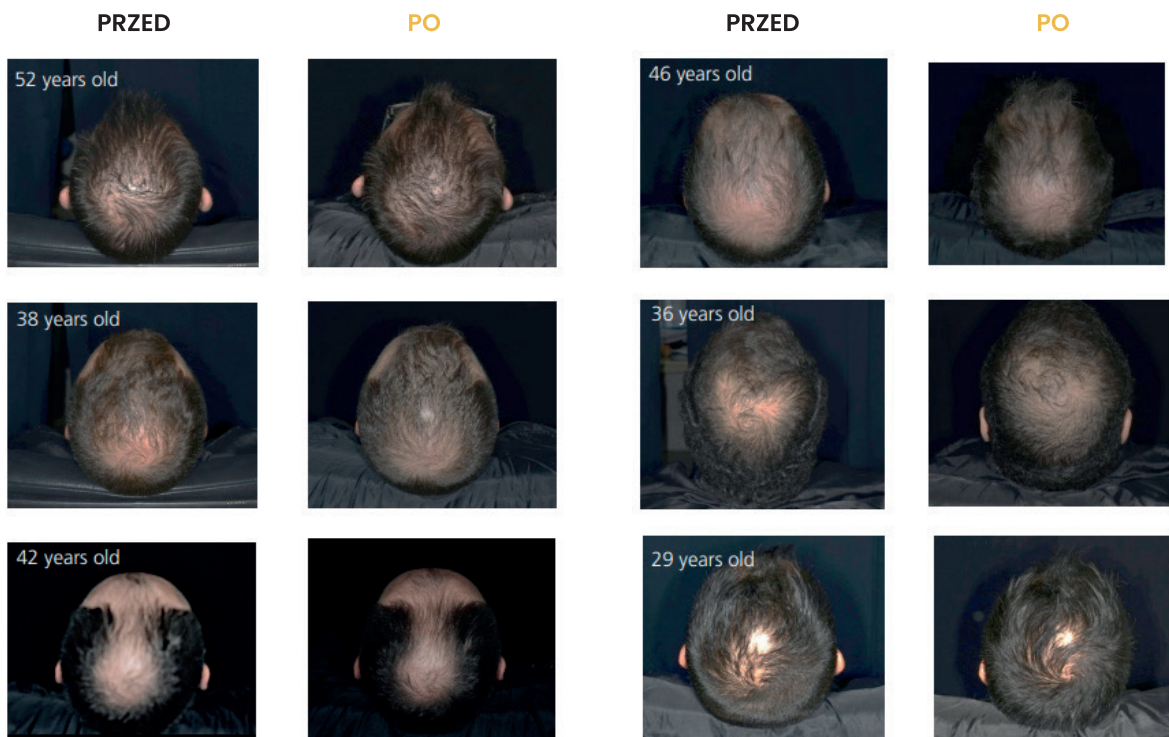 PRZED PO PRZED PO
52 years old
46 years old
38 years old
36 years old
42 years old
29 years old